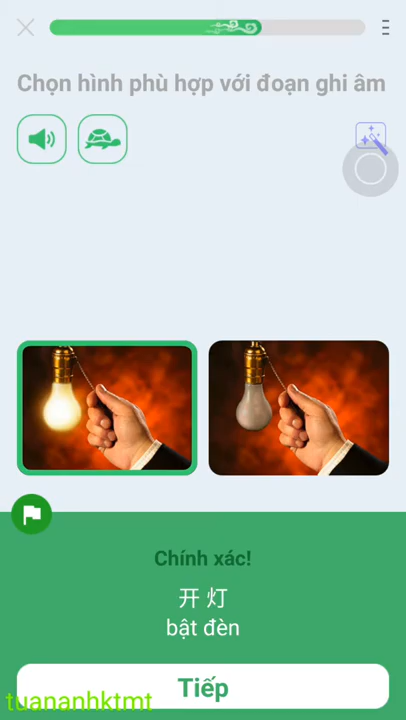 Chọn hình phù hợp với đoạn ghi âm
Chính xác!
开 灯
bật đèn
Tiếp
tuananhktmt